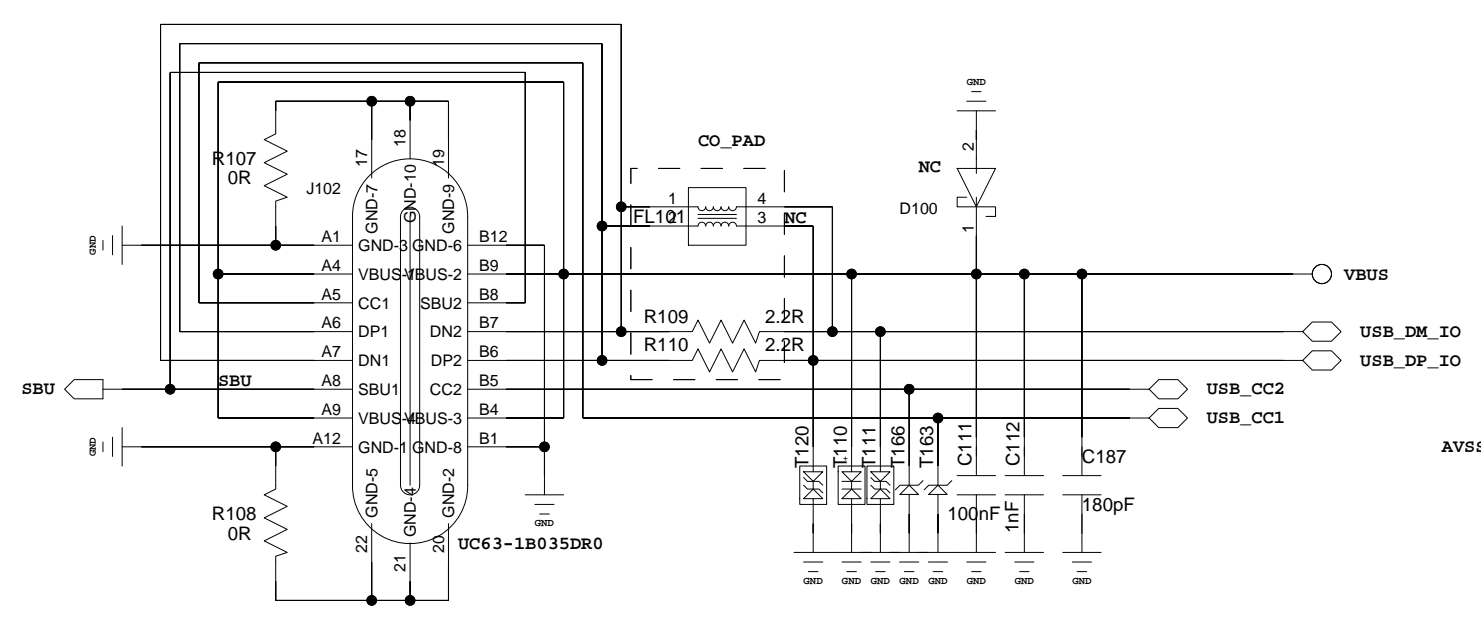 GND
CO_PAD
R107
0R
17
18
19
2
NC
J102
GND-7
GND-10
GND-9
1
4
D100
FL101
2
3
NC
1
GND
A1
GND-3
GND-6
B12
A4
VBUS-1
VBUS-2
B9
VBUS
A5
CC1
SBU2
B8
A6
DP1
DN2
B7
R109
2.2R
USB_DM_IO
A7
DN1
DP2
B6
R110
2.2R
USB_DP_IO
SBU
SBU
A8
SBU1
CC2
B5
USB_CC2
A9
VBUS-4
VBUS-3
B4
USB_CC1
GND
A12
GND-1
GND-8
B1
T120
T110
T111
T166
T163
C111
C112
C187
AVSS
GND-5
GND-4
GND-2
R108
0R
22
21
20
UC63-1B035DR0
GND
100nF
1nF
180pF
GND
GND
GND
GND
GND
GND
GND
GND